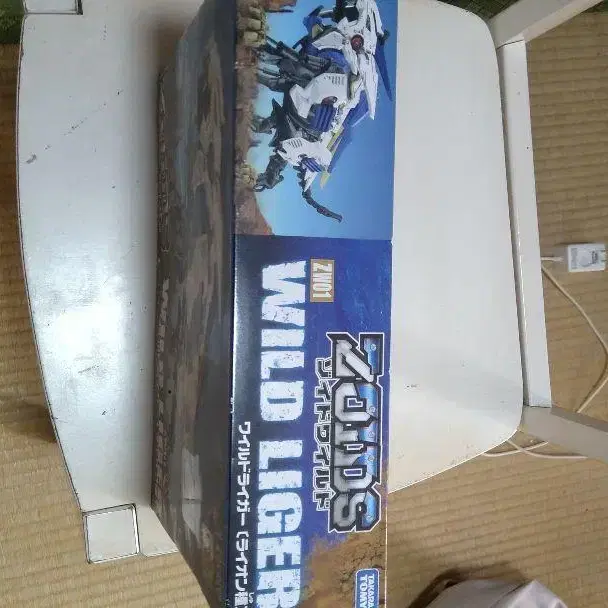 ZOIDS
ゾイドワイルド
ZW01
WILD LIGER
ワイルドライガー(ライオン種
TAKARA
TOMY